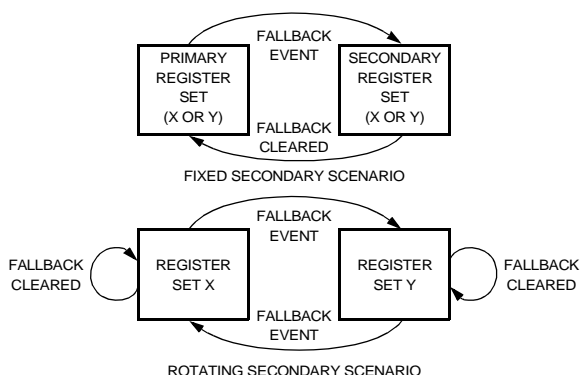 FALLBACK
EVENT
PRIMARY
REGISTER
SET
(X OR Y)
SECONDARY
REGISTER
SET
(X OR Y)
FALLBACK
CLEARED
FIXED SECONDARY SCENARIO
FALLBACK
EVENT
FALLBACK
CLEARED
REGISTER
SET X
REGISTER
SET Y
FALLBACK
CLEARED
FALLBACK
EVENT
ROTATING SECONDARY SCENARIO